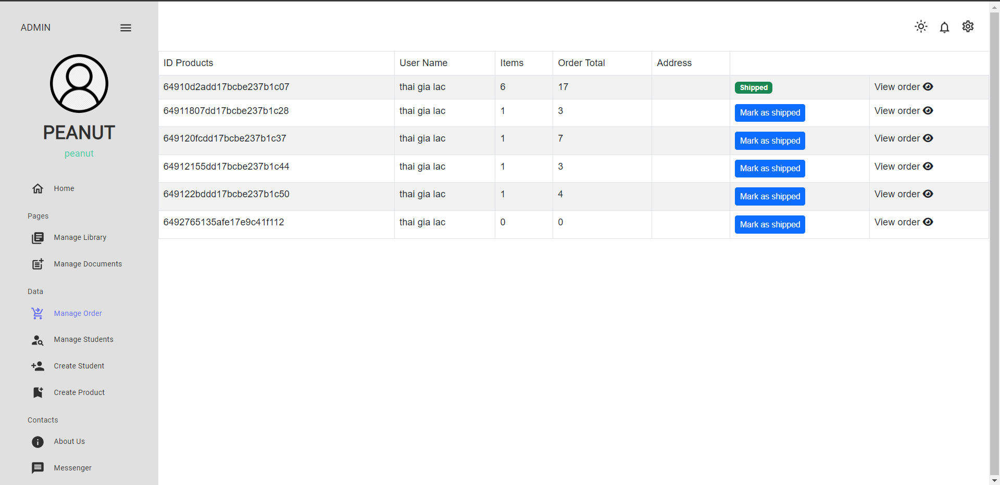 ADMIN
PEANUT
peanut
Home
Pages
Manage Library
Manage Documents
Data
Manage Order
Manage Students
Create Student
Create Product
Contacts
About Us
Messenger
ID Products User Name Items Order Total Address
64910d2add17bcbe237b1c07 thai gia lac 6 17 Shipped View order
64911807dd17bcbe237b1c28 thai gia lac 1 3 Mark as shipped View order
649120fcdd17bcbe237b1c37 thai gia lac 1 7 Mark as shipped View order
64912155dd17bcbe237b1c44 thai gia lac 1 3 Mark as shipped View order
649122bddd17bcbe237b1c50 thai gia lac 1 4 Mark as shipped View order
6492765135afe17e9c41f112 thai gia lac 0 0 Mark as shipped View order